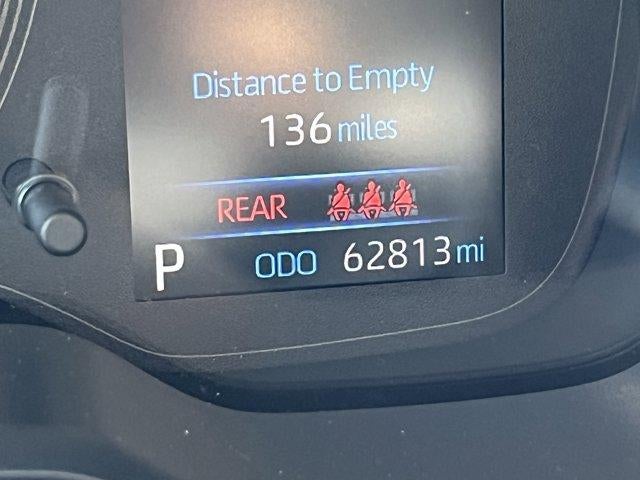 Distance to Empty
136 miles
REAR
P ODO 62813 mi